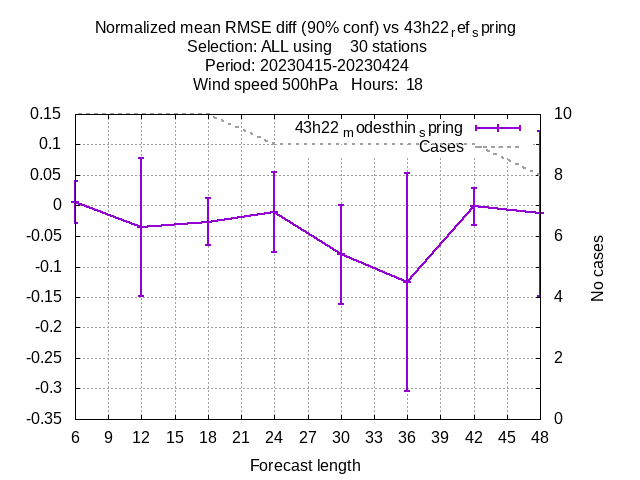 Normalized mean RMSE diff (90% conf) vs 43h22ref spring
Selection: ALL using 30 stations
Period: 20230415-20230424
Wind speed 500hPa Hours: 18
43h22modesthinspring
Cases
0.15
0.1
0.05
0
-0.05
-0.1
-0.15
-0.2
-0.25
-0.3
-0.35
10
8
6
4
2
0
No cases
6 9 12 15 18 21 24 27 30 33 36 39 42 45 48
Forecast length